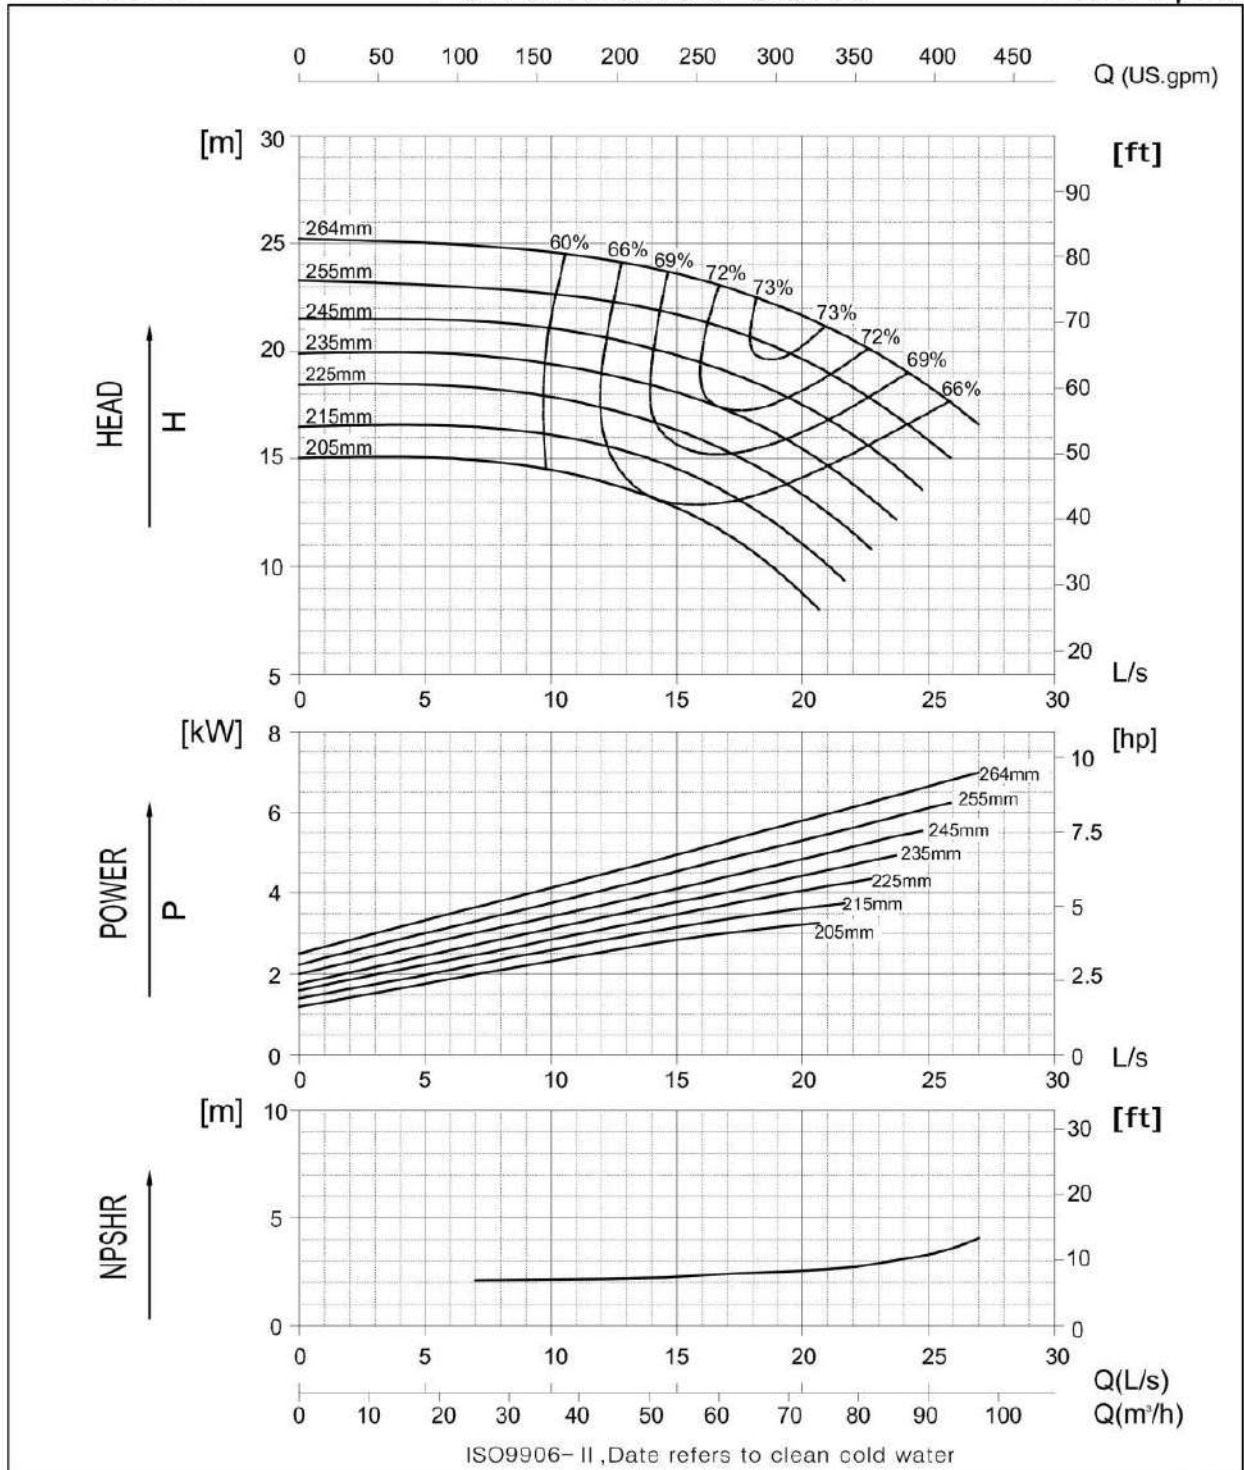 0 50 100 150 200 250 300 350 400 450
Q (US.gpm)
[m] 30
[ft]
90
264mm
60% 66% 69% 72% 73%
25
80
255mm
245mm
73%
70
72%
235mm
20
69%
225mm
66%
60
215mm
205mm
15
50
HEAD
H
40
10
30
20
5
L/s
0 5 10 15 20 25 30
[kW] 8
[hp]
10
264mm
255mm
6
245mm
7.5
235mm
225mm
4
215mm
5
205mm
POWER
P
2
2.5
0
0 L/s
0 5 10 15 20 25 30
[m] 10
30 [ft]
20
5
NPSHR
10
0
0
0 5 10 15 20 25 30
Q(L/s)
0 10 20 30 40 50 60 70 80 90 100 Q(m³/h)
ISO9906-II,Date refers to clean cold water